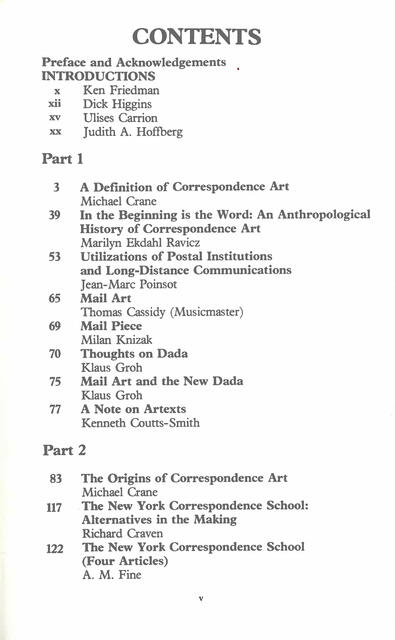 CONTENTS
Preface and Acknowledgements
INTRODUCTIONS
x Ken Friedman
xii Dick Higgins
xv Ulises Carrion
xx Judith A. Hoffberg
Part 1
3 A Definition of Correspondence Art
Michael Crane
39 In the Beginning is the Word: An Anthropological
History of Correspondence Art
Marilyn Ekdahl Ravicz
53 Utilizations of Postal Institutions
and Long-Distance Communications
Jean-Marc Poinsot
65 Mail Art
Thomas Cassidy (Musicmaster)
69 Mail Piece
Milan Knizak
70 Thoughts on Dada
Klaus Groh
75 Mail Art and the New Dada
Klaus Groh
77 A Note on Artexts
Kenneth Coutts-Smith
Part 2
83 The Origins of Correspondence Art
Michael Crane
117 The New York Correspondence School:
Alternatives in the Making
Richard Craven
122 The New York Correspondence School
(Four Articles)
A. M. Fine
v